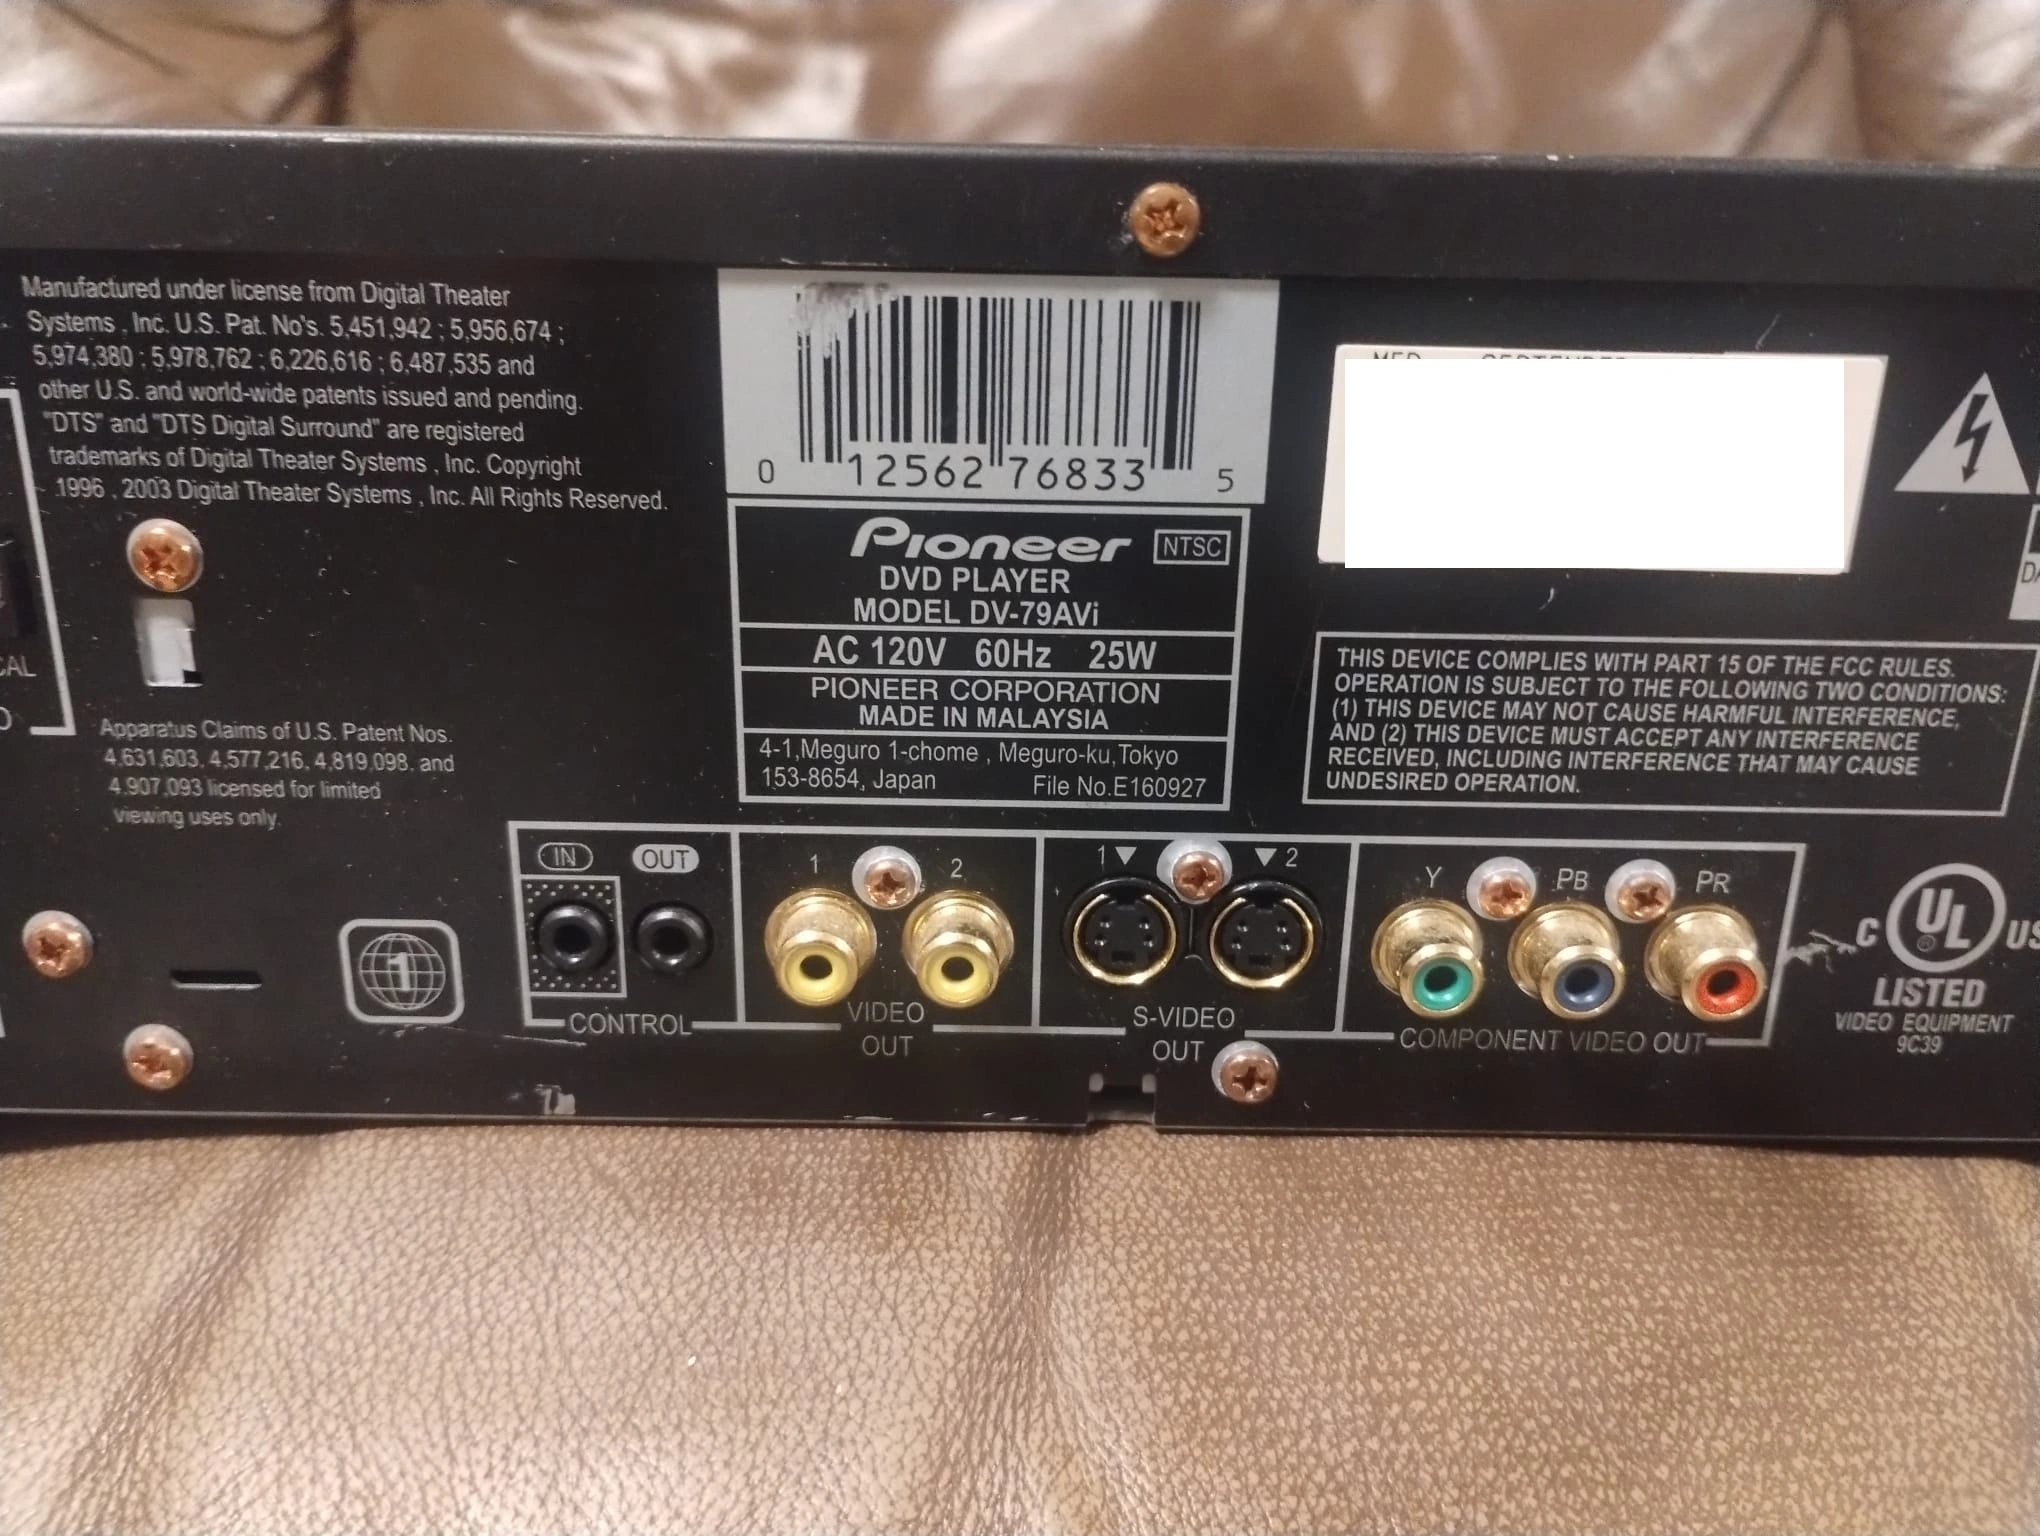 Manufactured under license from Digital Theater
Systems , Inc. U.S. Pat. No's. 5,451,942 ; 5,956,674 ;
5,974,380 ; 5,978,762 ; 6,226,616 ; 6,487,535 and
other U.S. and world-wide patents issued and pending.
"DTS" and "DTS Digital Surround" are registered
trademarks of Digital Theater Systems , Inc. Copyright
1996 , 2003 Digital Theater Systems , Inc. All Rights Reserved.
0 12562 76833 5
Pioneer NTSC
DVD PLAYER
MODEL DV-79AVi
AC 120V 60Hz 25W
PIONEER CORPORATION
MADE IN MALAYSIA
4-1,Meguro 1-chome , Meguro-ku,Tokyo
153-8654, Japan File No.E160927
THIS DEVICE COMPLIES WITH PART 15 OF THE FCC RULES.
OPERATION IS SUBJECT TO THE FOLLOWING TWO CONDITIONS:
(1) THIS DEVICE MAY NOT CAUSE HARMFUL INTERFERENCE,
AND (2) THIS DEVICE MUST ACCEPT ANY INTERFERENCE
RECEIVED, INCLUDING INTERFERENCE THAT MAY CAUSE
UNDESIRED OPERATION.
Apparatus Claims of U.S. Patent Nos.
4,631,603, 4,577,216, 4,819,098, and
4,907,093 licensed for limited
viewing uses only.
1
IN OUT
CONTROL
1 2
VIDEO
OUT
1 2
S-VIDEO
OUT
Y PB PR
COMPONENT VIDEO OUT
C UL ® US
LISTED
VIDEO EQUIPMENT
9C39